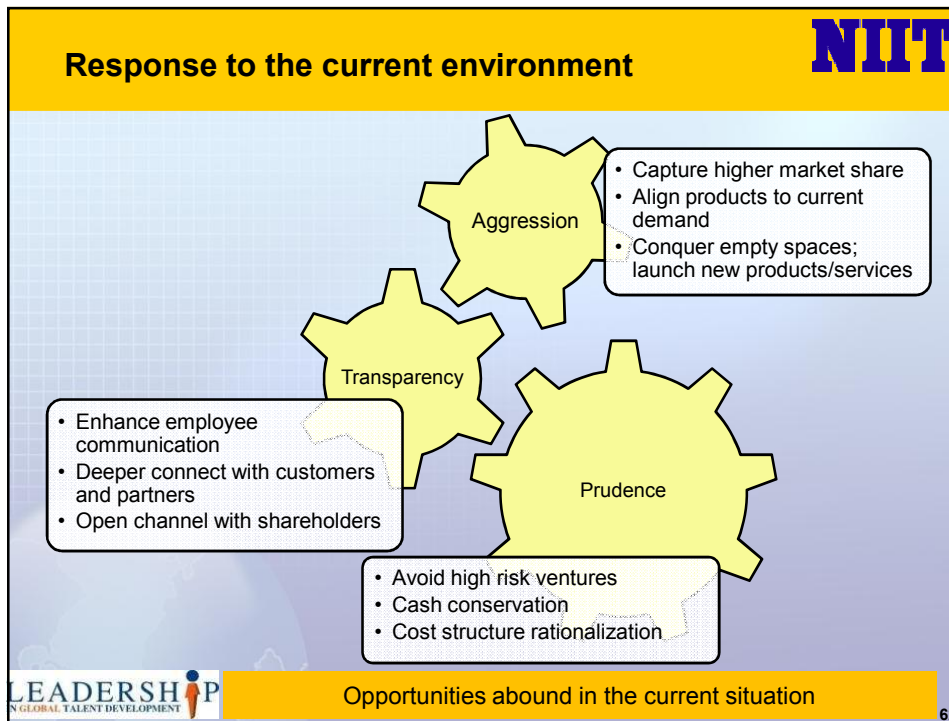 Response to the current environment
NIIT
Aggression
• Capture higher market share
• Align products to current
demand
• Conquer empty spaces;
launch new products/services
Transparency
• Enhance employee
communication
• Deeper connect with customers
and partners
• Open channel with shareholders
Prudence
• Avoid high risk ventures
• Cash conservation
• Cost structure rationalization
LEADERSHIP
IN GLOBAL TALENT DEVELOPMENT
Opportunities abound in the current situation
6